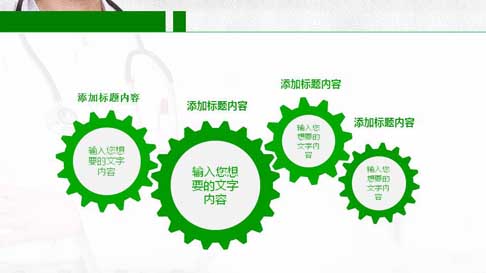 添加标题内容
输入您想
要的文字
内容
添加标题内容
输入您想
要的文字
内容
添加标题内容
输入您
想要的
文字内
容
添加标题内容
输入您
想要的
文字内
容